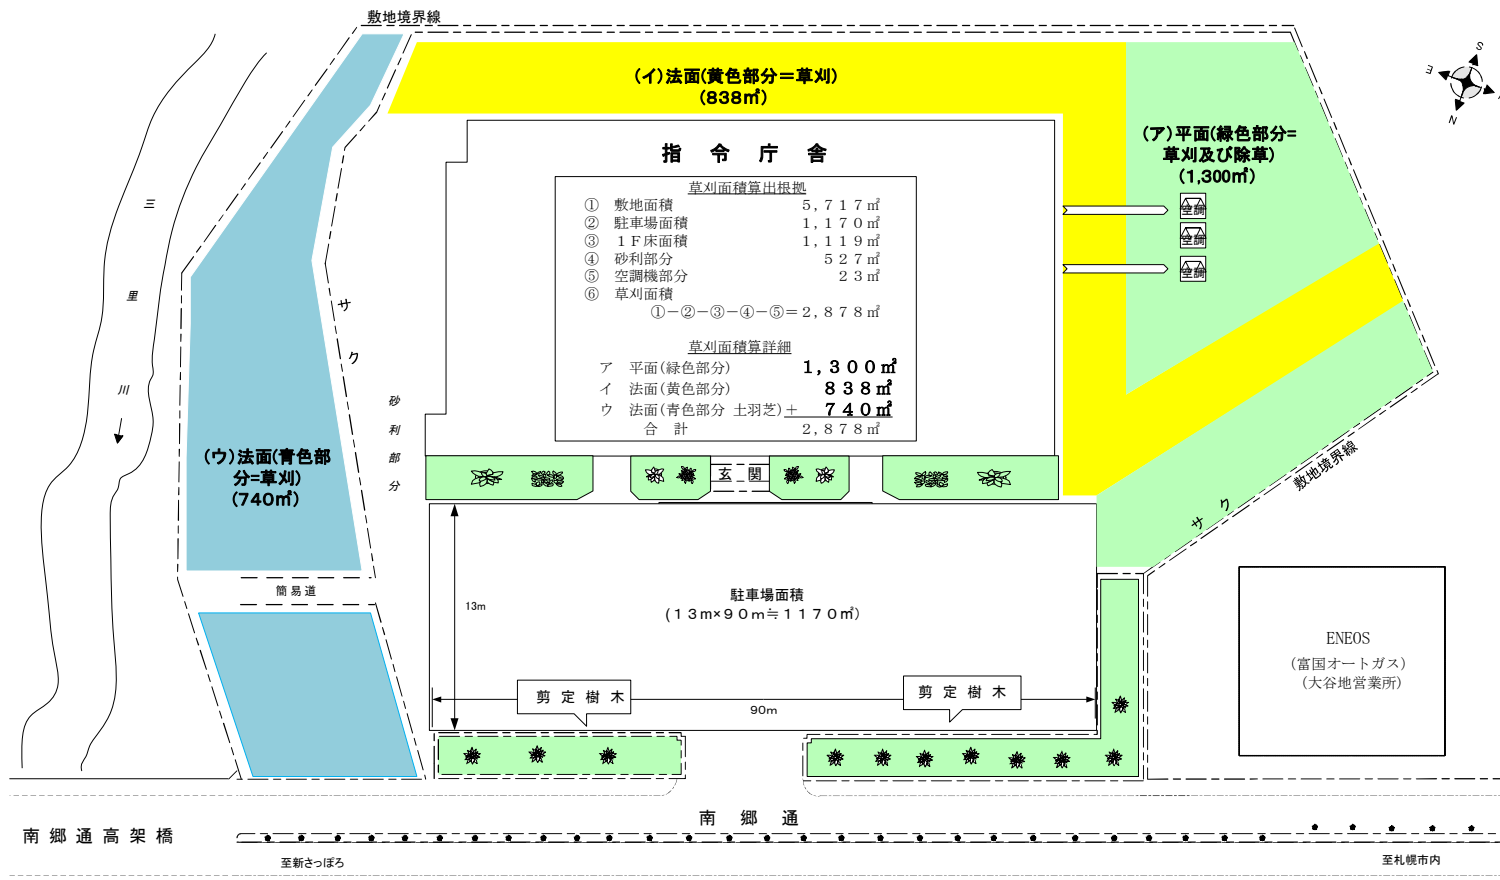 敷地境界線
(イ)法面(黄色部分=草刈)
(838㎡)
S
E
N
(ア)平面(緑色部分=
草刈及び除草)
(1,300㎡)
空調
空調
空調
指 令 庁 舎
草刈面積算出根拠
① 敷地面積 5,717㎡
② 駐車場面積 1,170㎡
③ 1F床面積 1,119㎡
④ 砂利部分 527㎡
⑤ 空調機部分 23㎡
⑥ 草刈面積
①-②-③-④-⑤=2,878㎡
草刈面積算詳細
ア 平面(緑色部分) 1,300㎡
イ 法面(黄色部分) 838㎡
ウ 法面(青色部分 土羽芝)+ 740㎡
合 計 2,878㎡
三里川
サク
砂利部分
(ウ)法面(青色部
分=草刈)
(740㎡)
玄 関
敷地境界線
サク
簡易道
13m
駐車場面積
(13m×90m≒1170㎡)
剪定樹木
剪定樹木
90m
ENEOS
(富国オートガス)
(大谷地営業所)
南 郷 通
南郷通高架橋
至新さっぽろ
至札幌市内